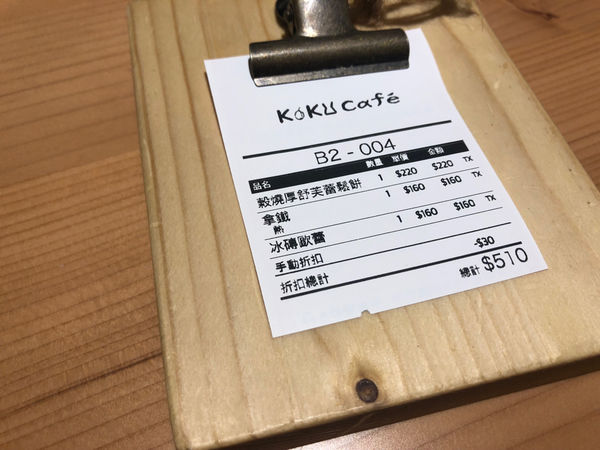 KoKu café
B2 - 004
品名 數量 單價 金額
穀燒厚舒芙蕾鬆餅 1 $220 $220 TX
拿鐵 1 $160 $160 TX
熱
冰磚歐蕾 1 $160 $160 TX
手動折扣
折扣總計 -$30
總計 $510